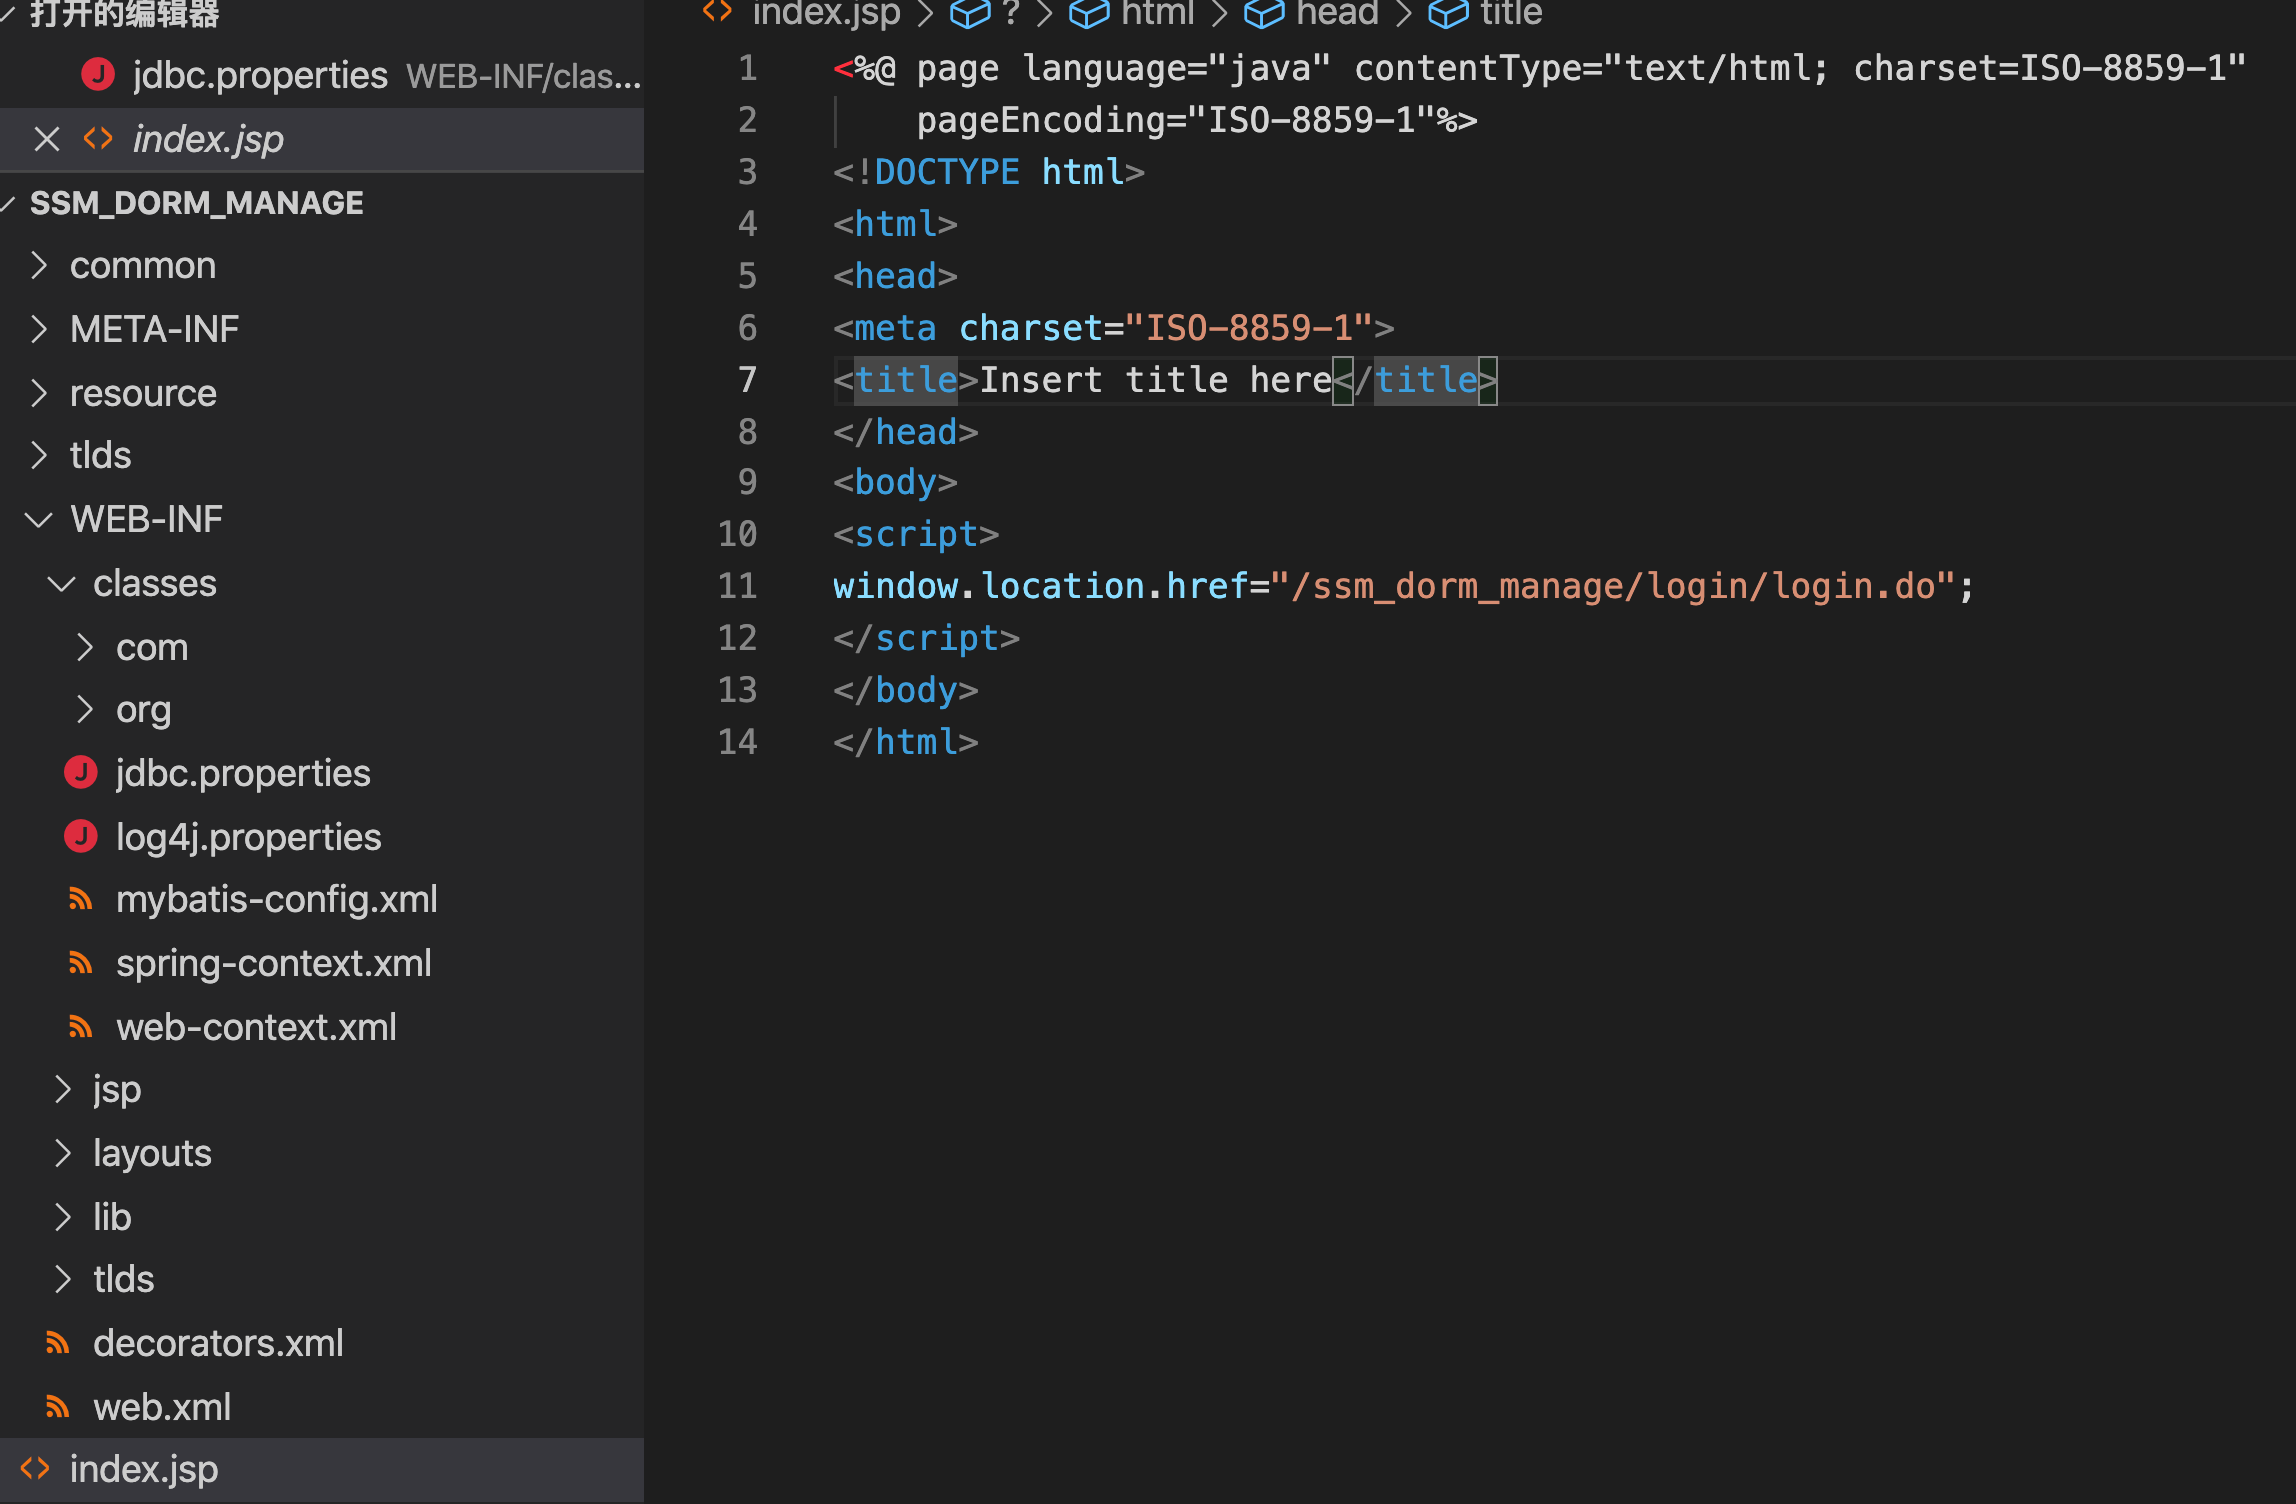 打开的编辑器
jdbc.properties WEB-INF/clas...
index.jsp
SSM_DORM_MANAGE
common
META-INF
resource
tlds
WEB-INF
classes
com
org
jdbc.properties
log4j.properties
mybatis-config.xml
spring-context.xml
web-context.xml
jsp
layouts
lib
tlds
decorators.xml
web.xml
index.jsp
index.jsp > ? > html > head > title
1 <%@ page language="java" contentType="text/html; charset=ISO-8859-1"
2 pageEncoding="ISO-8859-1"%>
3 <!DOCTYPE html>
4 <html>
5 <head>
6 <meta charset="ISO-8859-1">
7 <title>Insert title here</title>
8 </head>
9 <body>
10 <script>
11 window.location.href="/ssm_dorm_manage/login/login.do";
12 </script>
13 </body>
14 </html>